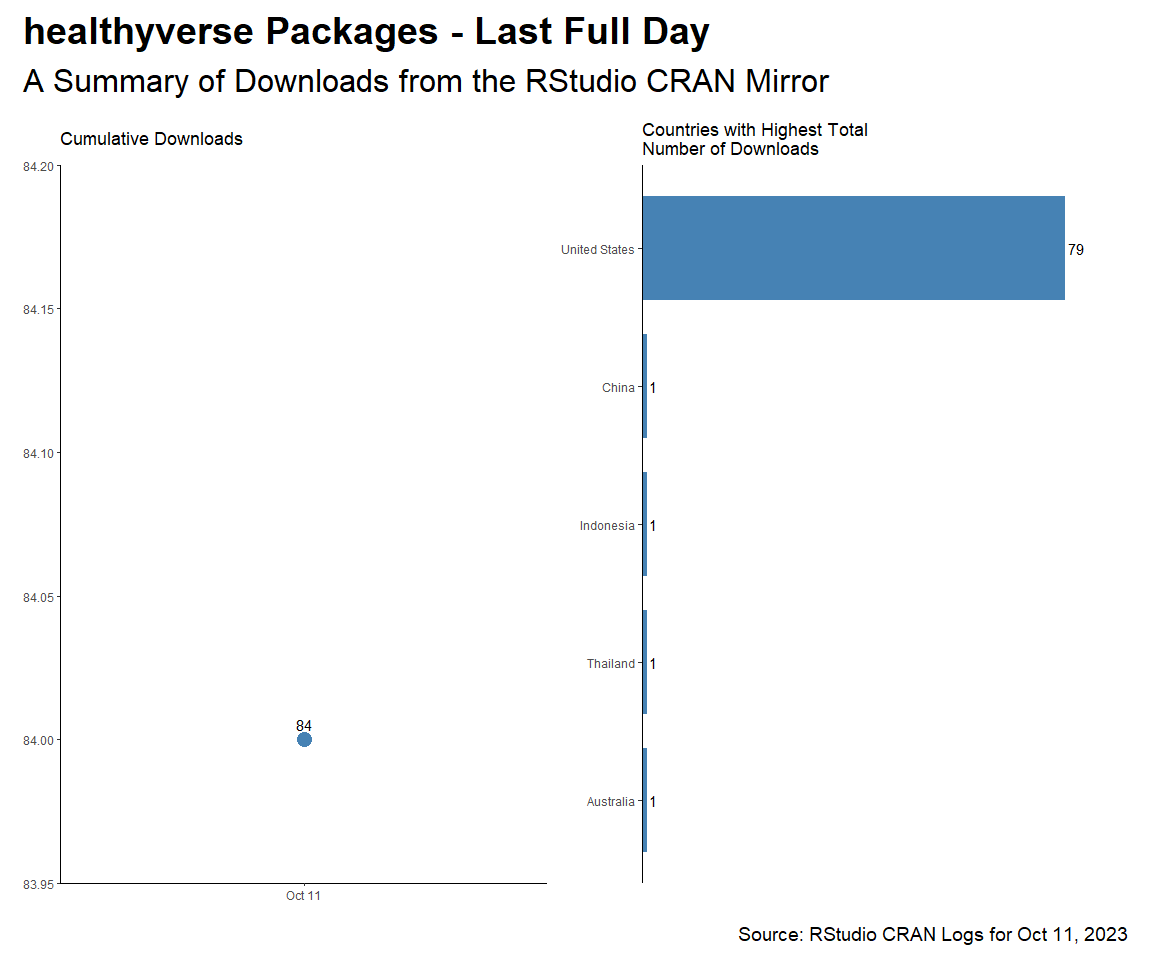 healthyverse Packages - Last Full Day
A Summary of Downloads from the RStudio CRAN Mirror
Cumulative Downloads
84.20
84.15
84.10
84.05
84.00
83.95
84
Oct 11
Countries with Highest Total
Number of Downloads
United States
79
China
1
Indonesia
1
Thailand
1
Australia
1
Source: RStudio CRAN Logs for Oct 11, 2023